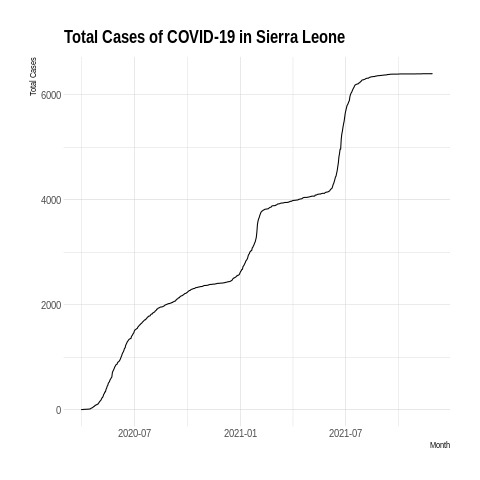 Total Cases of COVID-19 in Sierra Leone
Total Cases
6000
4000
2000
0
2020-07 2021-01 2021-07
Month